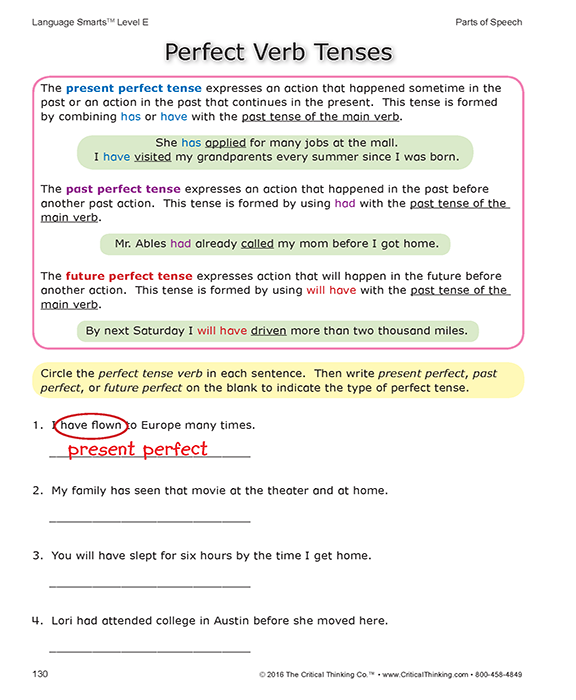 Language Smarts™ Level E
Parts of Speech
Perfect Verb Tenses
The present perfect tense expresses an action that happened sometime in the
past or an action in the past that continues in the present. This tense is formed
by combining has or have with the past tense of the main verb.
She has applied for many jobs at the mall.
I have visited my grandparents every summer since I was born.
The past perfect tense expresses an action that happened in the past before
another past action. This tense is formed by using had with the past tense of the
main verb.
Mr. Ables had already called my mom before I got home.
The future perfect tense expresses action that will happen in the future before
another action. This tense is formed by using will have with the past tense of the
main verb.
By next Saturday I will have driven more than two thousand miles.
Circle the perfect tense verb in each sentence. Then write present perfect, past
perfect, or future perfect on the blank to indicate the type of perfect tense.
1. I have flown to Europe many times.
present perfect
2. My family has seen that movie at the theater and at home.
3. You will have slept for six hours by the time I get home.
4. Lori had attended college in Austin before she moved here.
130
© 2016 The Critical Thinking Co.™ • www.CriticalThinking.com • 800-458-4849